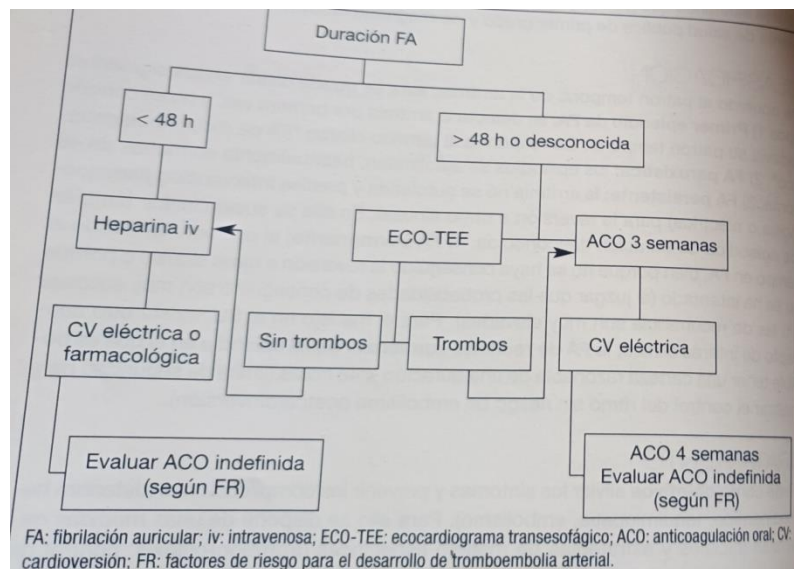 Duración FA
< 48 h
> 48 h o desconocida
Heparina iv
ECO-TEE
ACO 3 semanas
CV eléctrica o
farmacológica
Sin trombos
Trombos
CV eléctrica
Evaluar ACO indefinida
(según FR)
ACO 4 semanas
Evaluar ACO indefinida
(según FR)
FA: fibrilación auricular; iv: intravenosa; ECO-TEE: ecocardiograma transesofágico; ACO: anticoagulación oral; CV:
cardioversión; FR: factores de riesgo para el desarrollo de tromboembolia arterial.